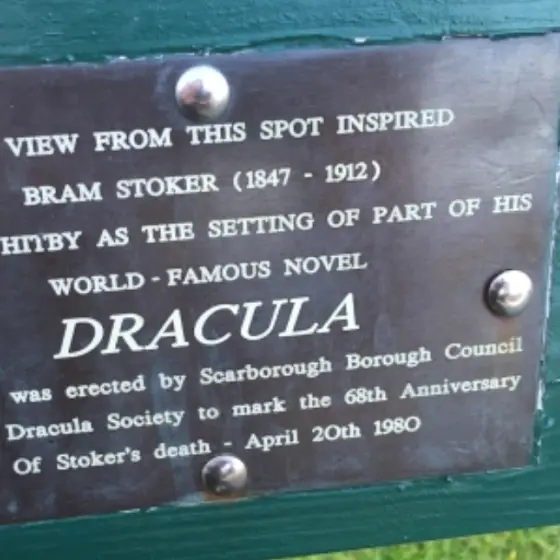 VIEW FROM THIS SPOT INSPIRED
BRAM STOKER (1847 - 1912)
HITBY AS THE SETTING OF PART OF HIS
WORLD - FAMOUS NOVEL
DRACULA
was erected by Scarborough Borough Council
Dracula Society to mark the 68th Anniversary
Of Stoker's death - April 20th 1980